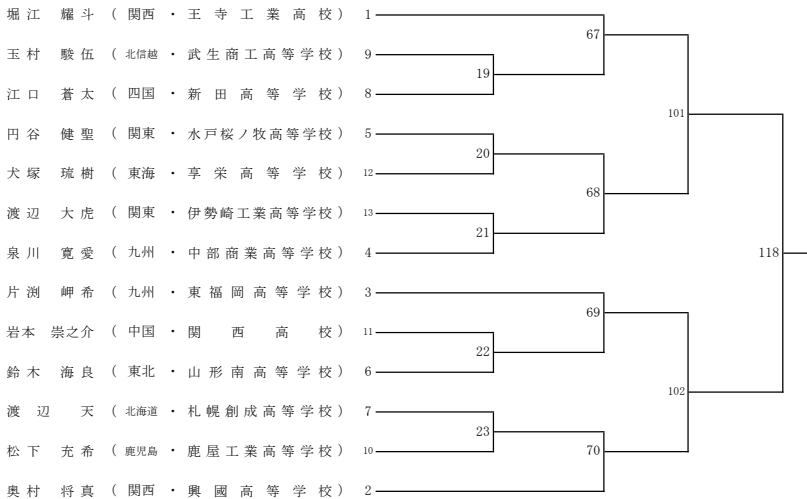 堀江 耀斗 (関西・王寺工業高校) 1
67
玉村 駿伍 (北信越・武生商工高等学校) 9
19
江口 蒼太 (四国・新田高等学校) 8
101
円谷 健聖 (関東・水戸桜ノ牧高等学校) 5
20
犬塚 琉樹 (東海・享栄高等学校) 12
68
渡辺 大虎 (関東・伊勢崎工業高等学校) 13
21
泉川 寛愛 (九州・中部商業高等学校) 4
118
片渕 岬希 (九州・東福岡高等学校) 3
69
岩本 崇之介 (中国・関西高校) 11
22
鈴木 海良 (東北・山形南高等学校) 6
102
渡辺 天 (北海道・札幌創成高等学校) 7
23
松下 充希 (鹿児島・鹿屋工業高等学校) 10
70
奥村 将真 (関西・興國高等学校) 2